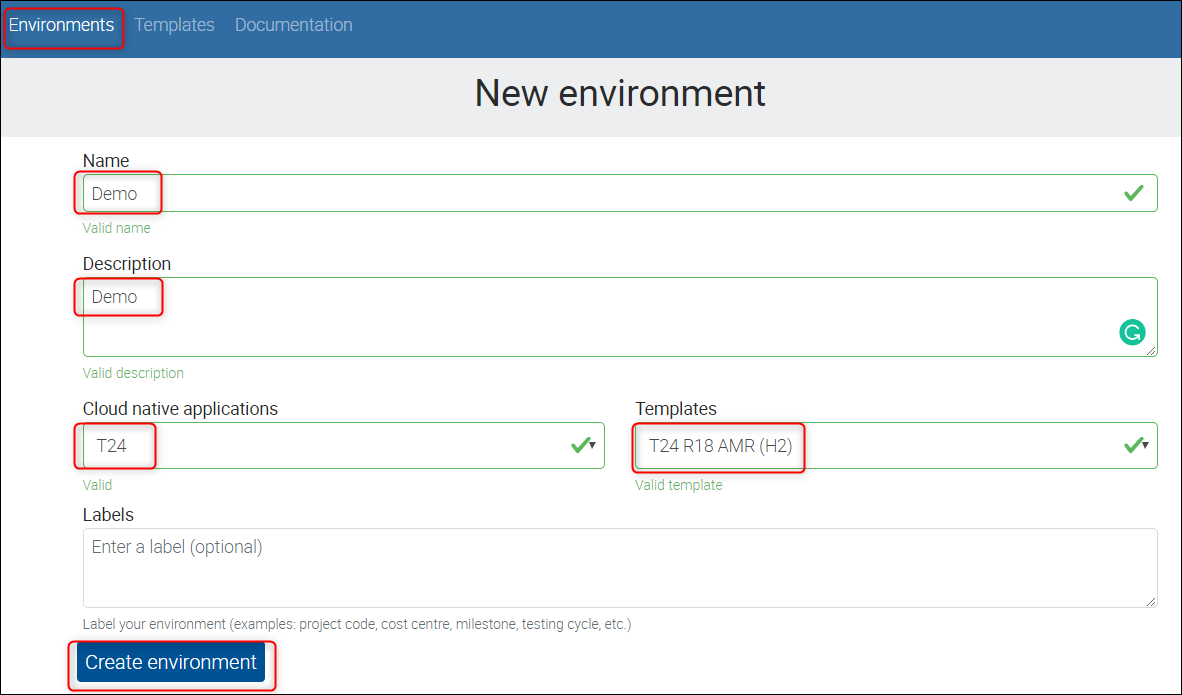 Environments Templates Documentation
New environment
Name
Demo
Valid name
Description
Demo
Valid description
Cloud native applications Templates
T24 T24 R18 AMR (H2)
Valid Valid template
Labels
Enter a label (optional)
Label your environment (examples: project code, cost centre, milestone, testing cycle, etc.)
Create environment